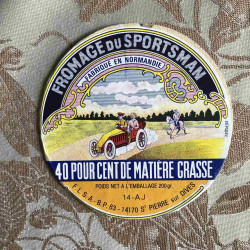 FROMAGE DU SPORTSMAN
FABRIQUÉ EN NORMANDIE
40 POUR CENT DE MATIÈRE GRASSE
POIDS NET A L'EMBALLAGE 200gr.
14-AJ
F.L.S.A - B.P. 63 - 14170 St PIERRE sur DIVES